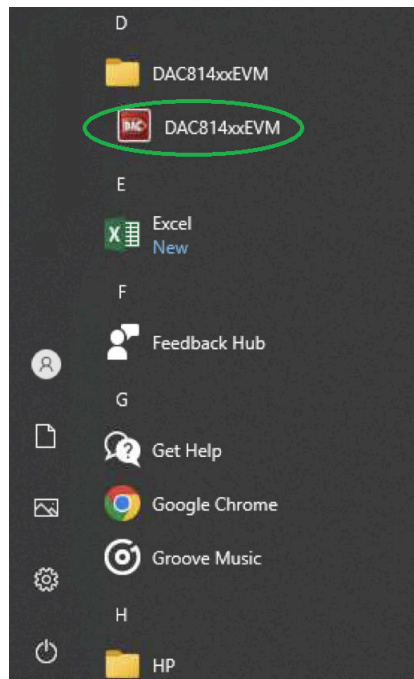 D
DAC814xxEVM
DAC
DAC814xxEVM
E
Excel
New
F
Feedback Hub
G
Get Help
Google Chrome
Groove Music
H
HP